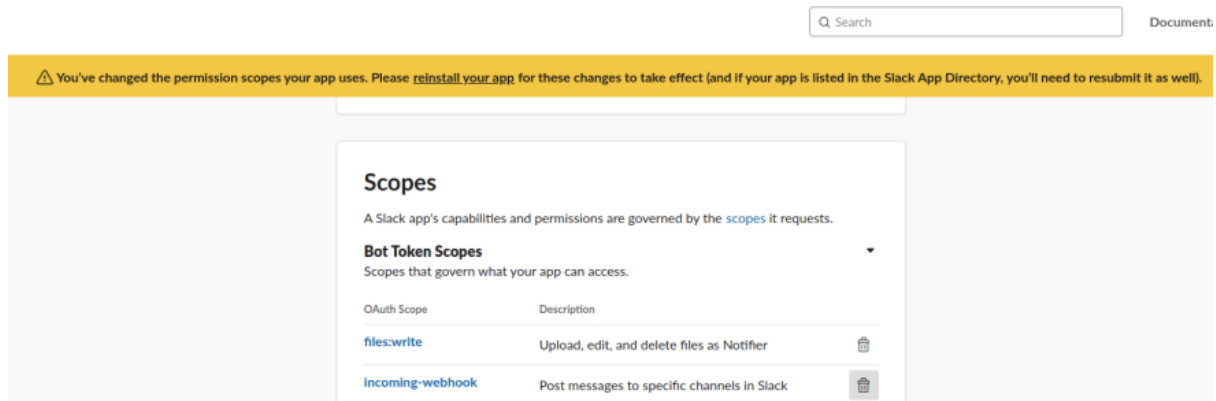 Search
Documenta
You've changed the permission scopes your app uses. Please reinstall your app for these changes to take effect (and if your app is listed in the Slack App Directory, you'll need to resubmit it as well).
Scopes
A Slack app's capabilities and permissions are governed by the scopes it requests.
Bot Token Scopes
Scopes that govern what your app can access.
OAuth Scope Description
files:write Upload, edit, and delete files as Notifier
incoming-webhook Post messages to specific channels in Slack